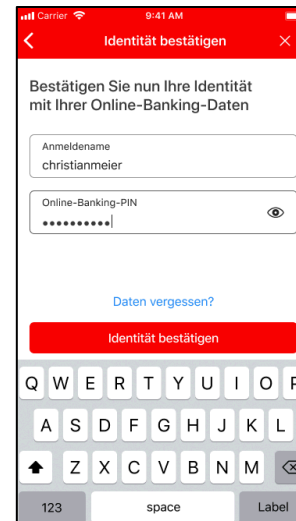 Carrier 9:41 AM
Identität bestätigen
Bestätigen Sie nun Ihre Identität
mit Ihrer Online-Banking-Daten
Anmeldename
christianmeier
Online-Banking-PIN
••••••••••
Daten vergessen?
Identität bestätigen
Q W E R T Y U I O P
A S D F G H J K L
Z X C V B N M
123 space Label